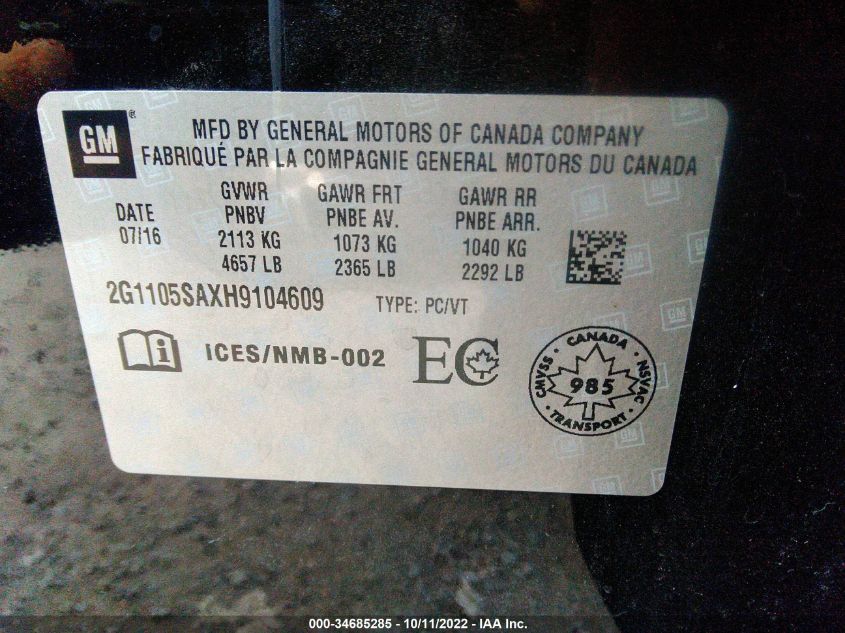 GM ®
MFD BY GENERAL MOTORS OF CANADA COMPANY
FABRIQUÉ PAR LA COMPAGNIE GENERAL MOTORS DU CANADA
GVWR GAWR FRT GAWR RR
DATE PNBV PNBE AV. PNBE ARR.
07/16 2113 KG 1073 KG 1040 KG
4657 LB 2365 LB 2292 LB
2G1105SAXH9104609 TYPE: PC/VT
i ICES/NMB-002 EC
CANADA
CMVSS 985 NSVAC
TRANSPORT
000-34685285 - 10/11/2022 - IAA Inc.